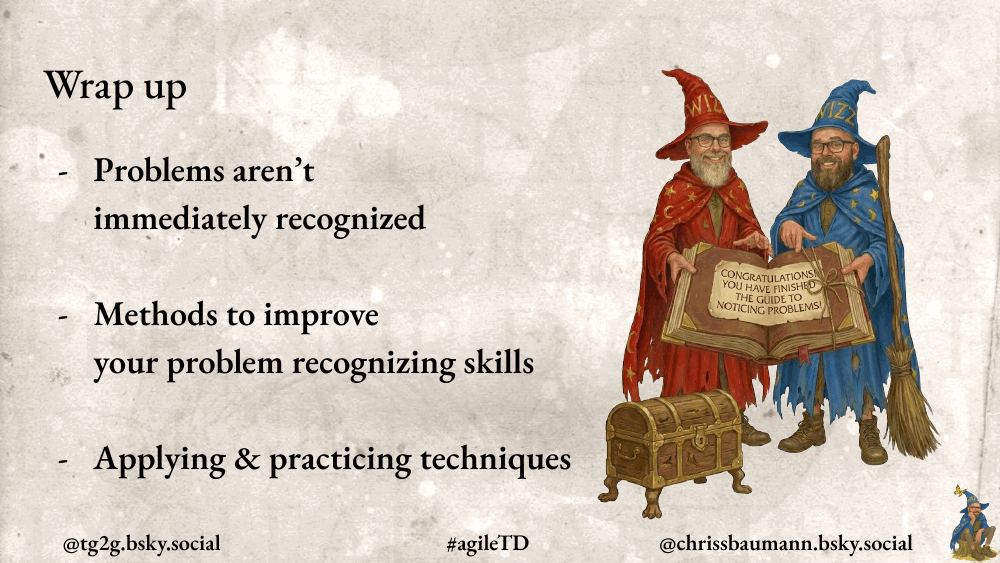 Wrap up
- Problems aren’t
immediately recognized
- Methods to improve
your problem recognizing skills
- Applying & practicing techniques
WIZZ
WIZZ
CONGRATULATIONS!
YOU HAVE FINISHED
THE GUIDE TO
NOTICING PROBLEMS!
@tg2g.bsky.social
#agileTD
@chrissbaumann.bsky.social